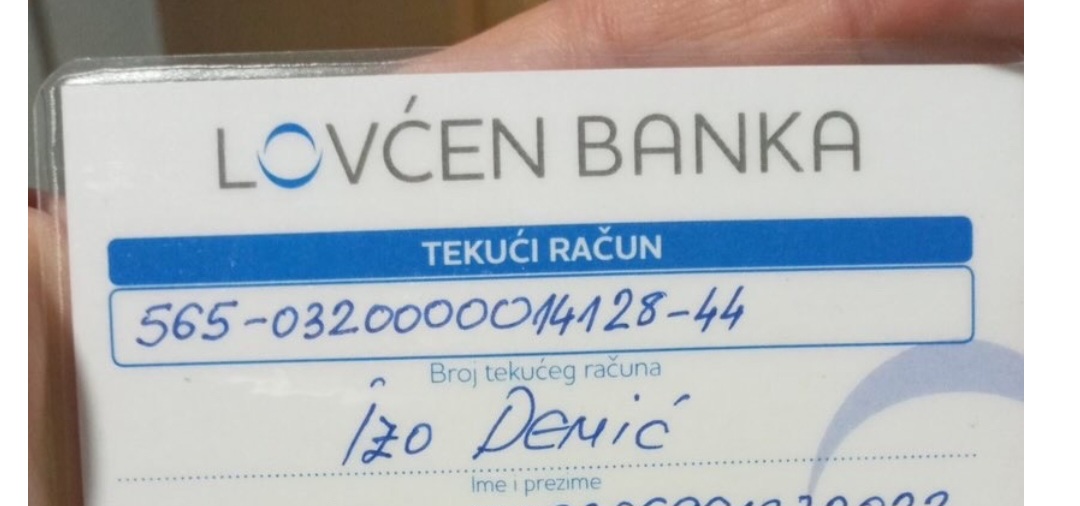 LOVĆEN BANKA
TEKUĆI RAČUN
565-0320000014128-44
Broj tekućeg računa
Izo Demić
Ime i prezime